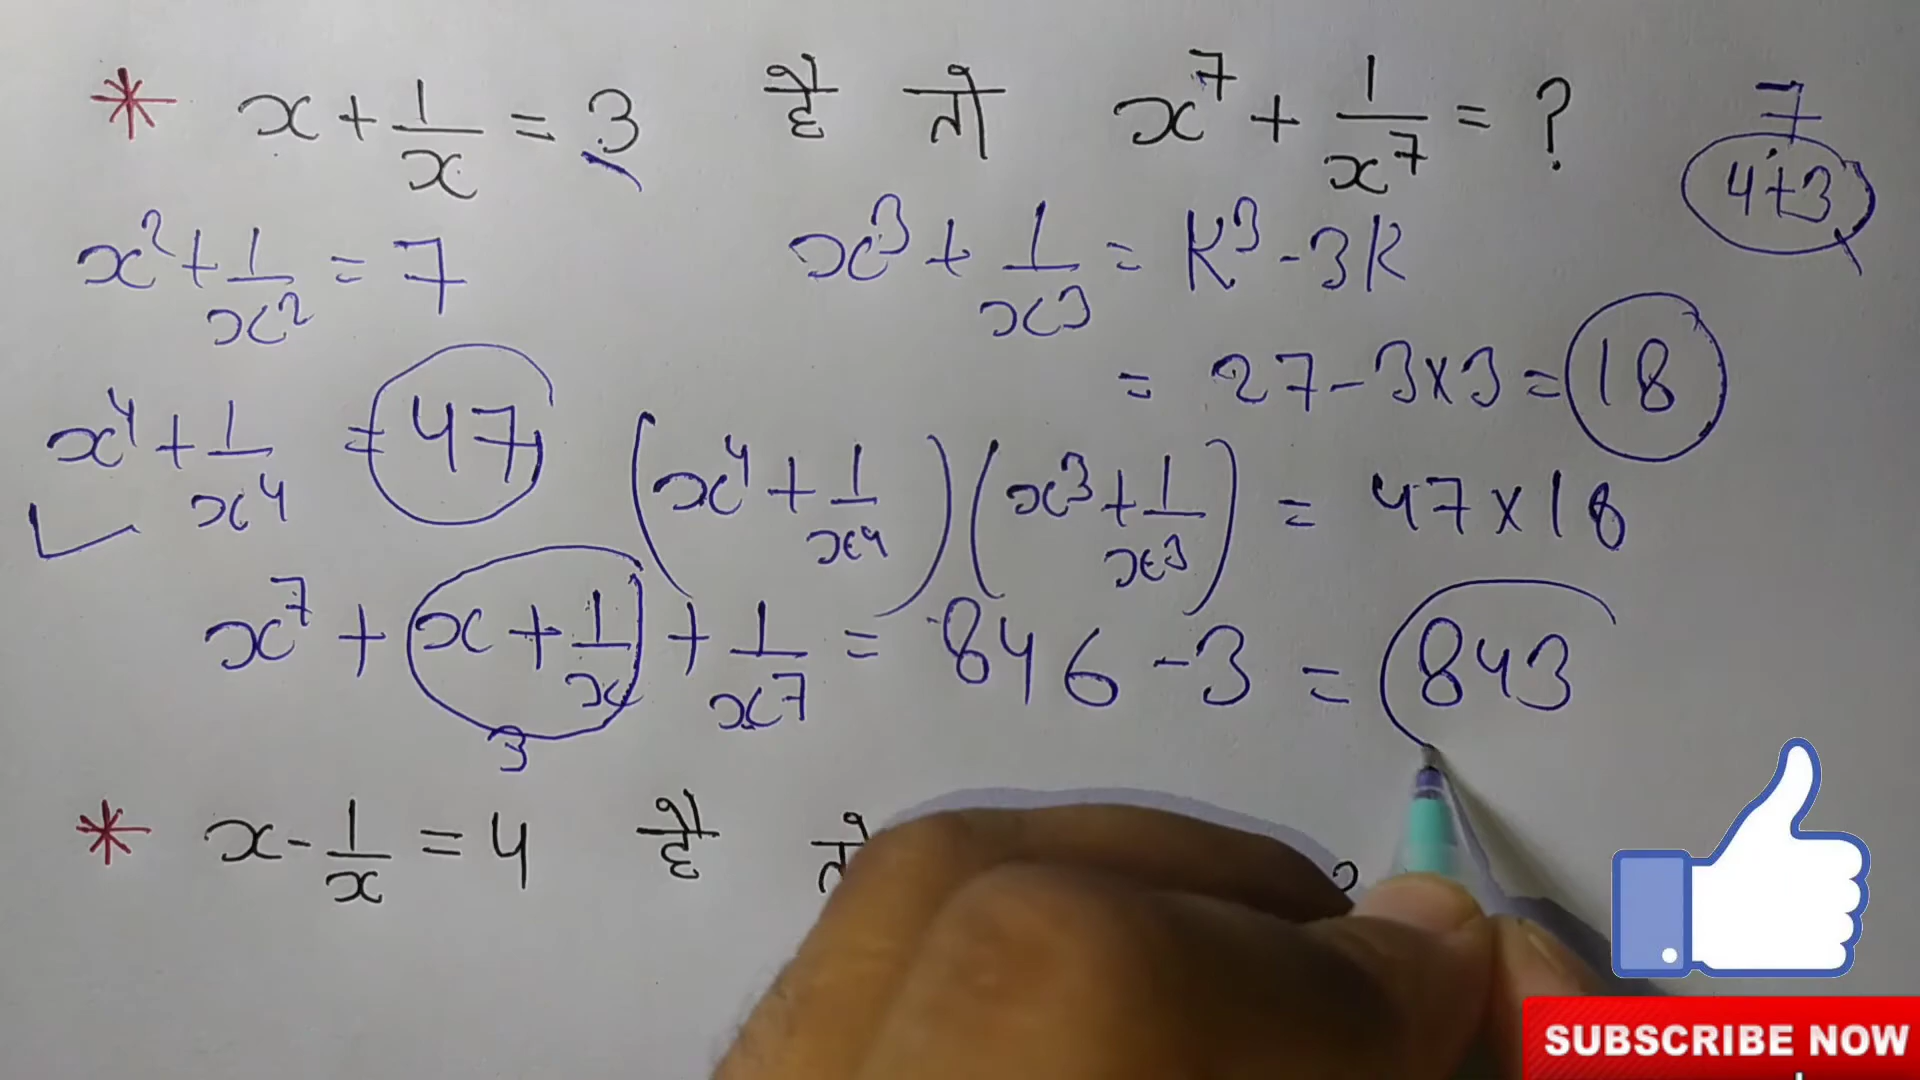 * x + 1/x = 3 है तो x⁷ + 1/x⁷ = ?
7
4+3
x² + 1/x² = 7
x³ + 1/x³ = K³ - 3K
= 27 - 3×3 = 18
x⁴ + 1/x⁴ = 47
(x⁴ + 1/x⁴)(x³ + 1/x³) = 47×18
x⁷ + x + 1/x + 1/x⁷ = 846 - 3 = 843
3
* x - 1/x = 4 है
SUBSCRIBE NOW